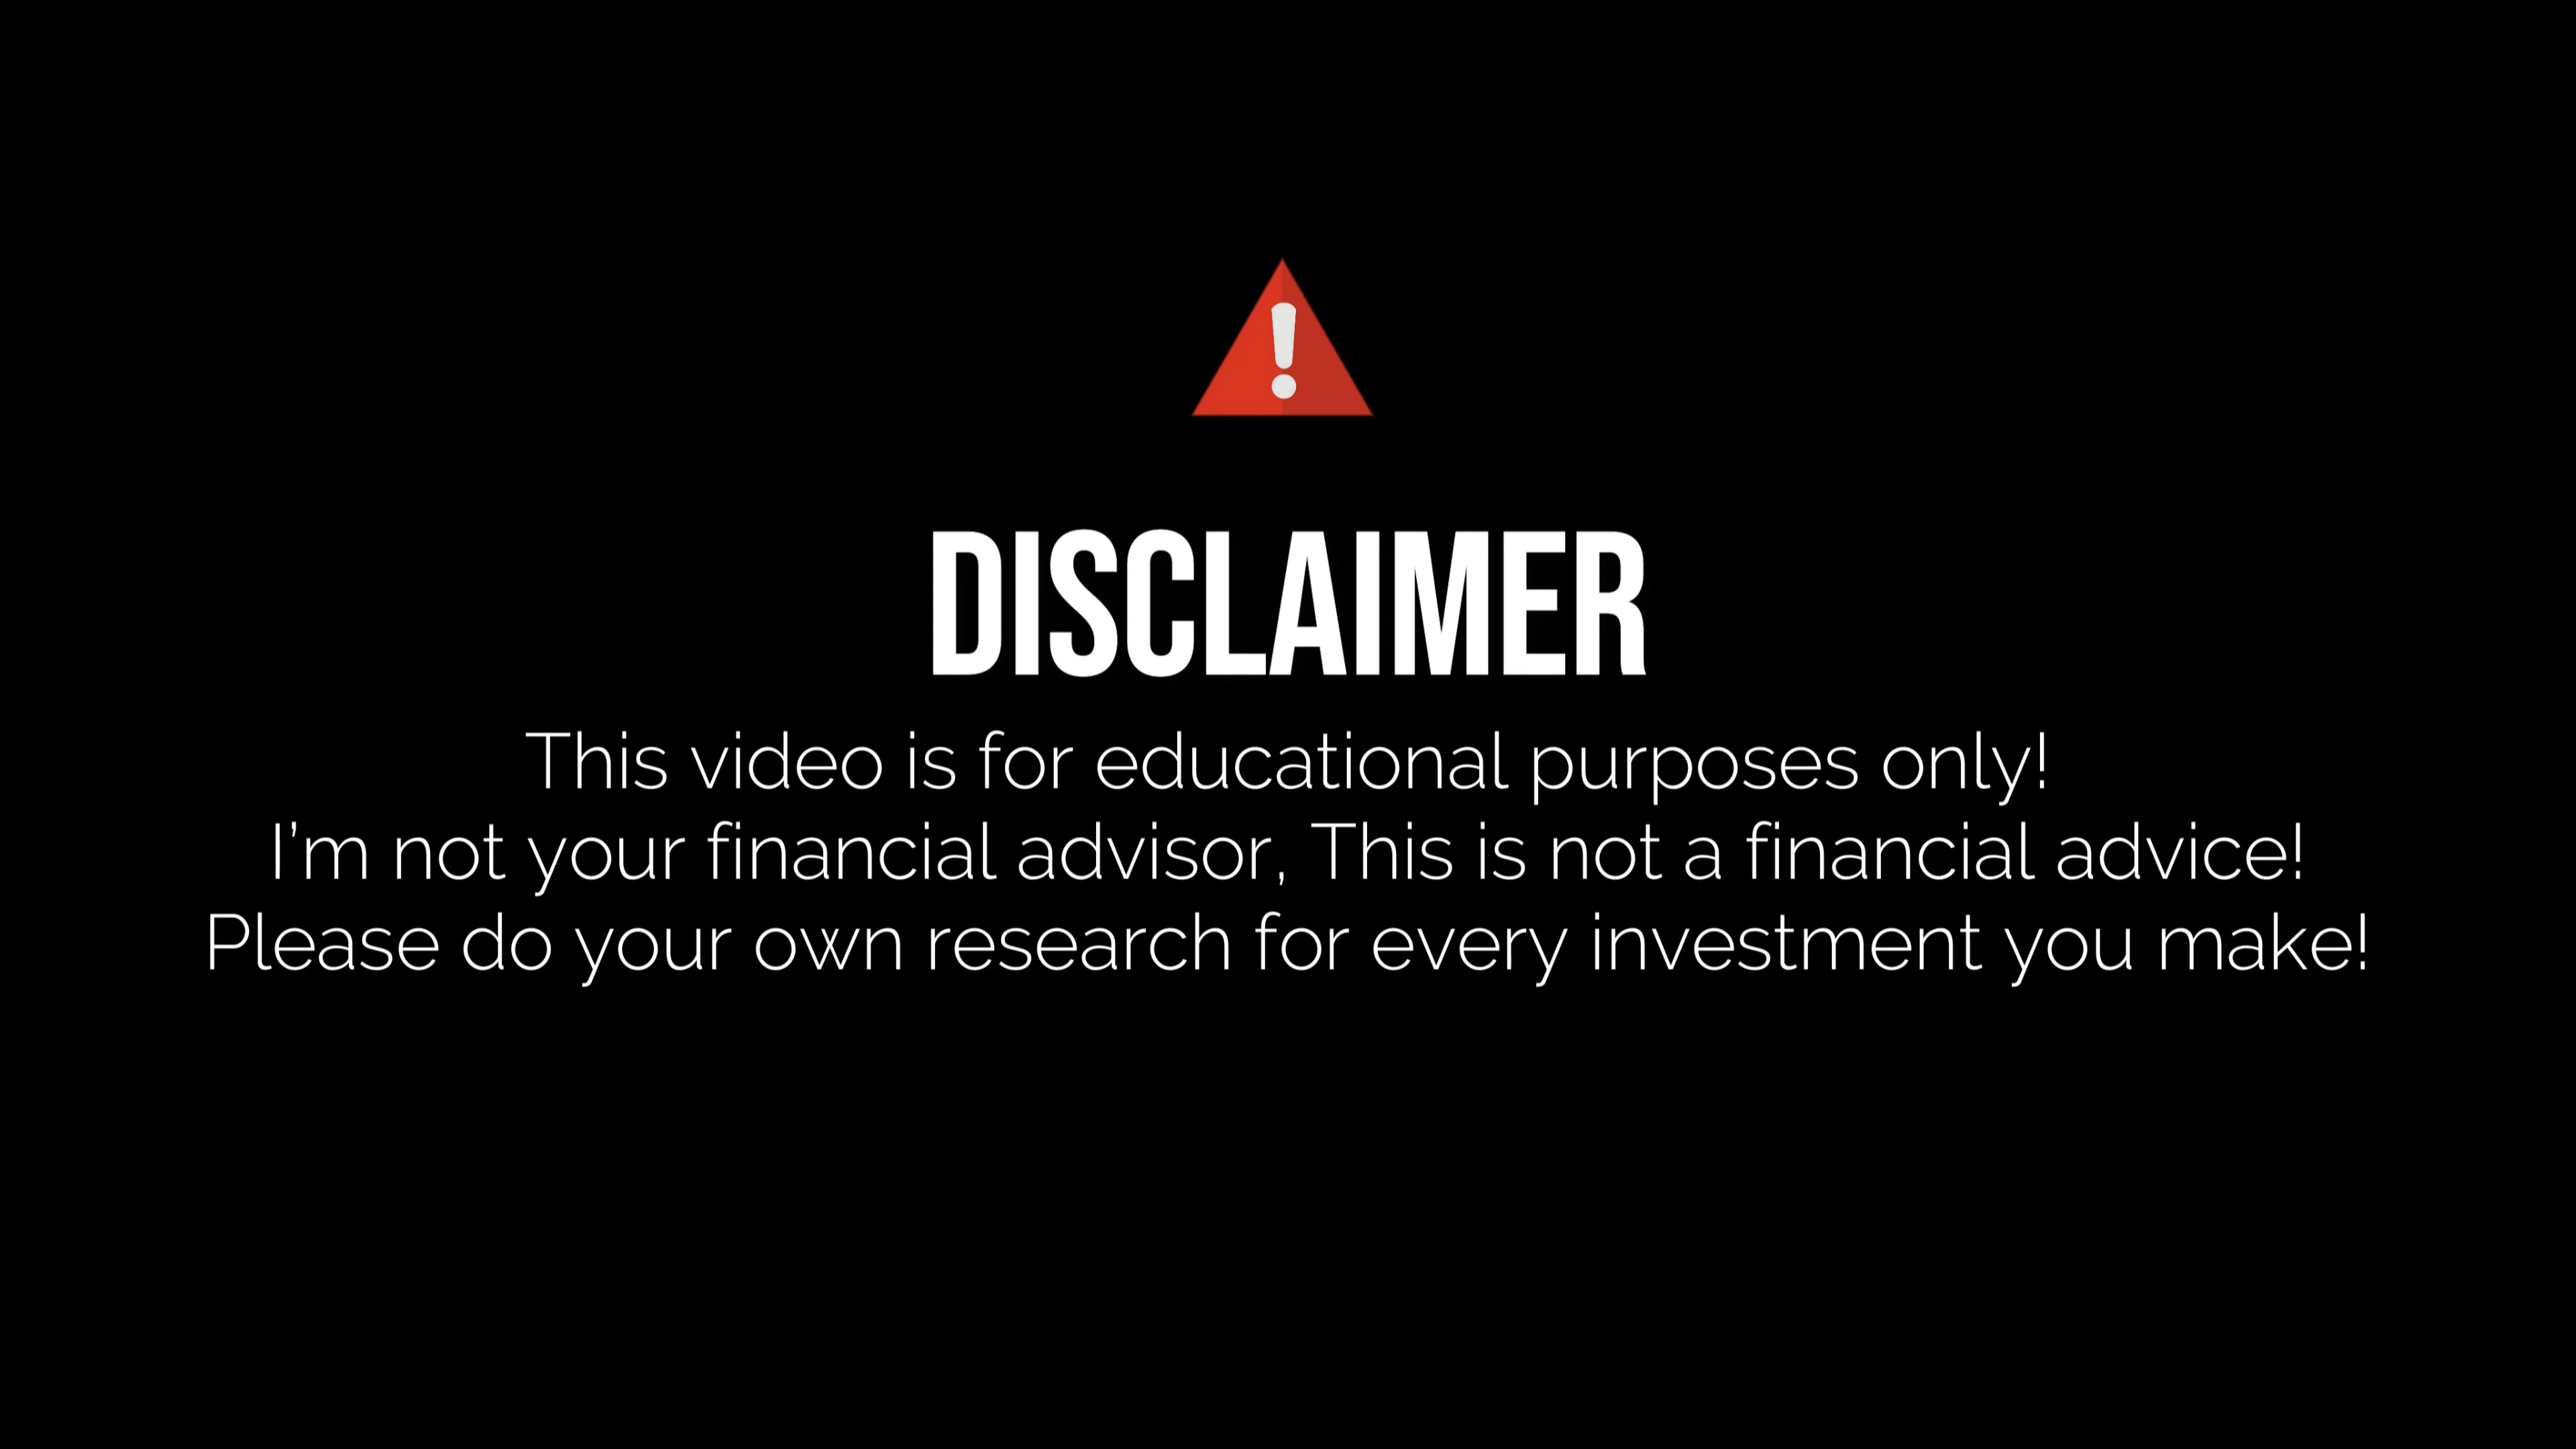 DISCLAIMER
This video is for educational purposes only!
I'm not your financial advisor, This is not a financial advice!
Please do your own research for every investment you make!